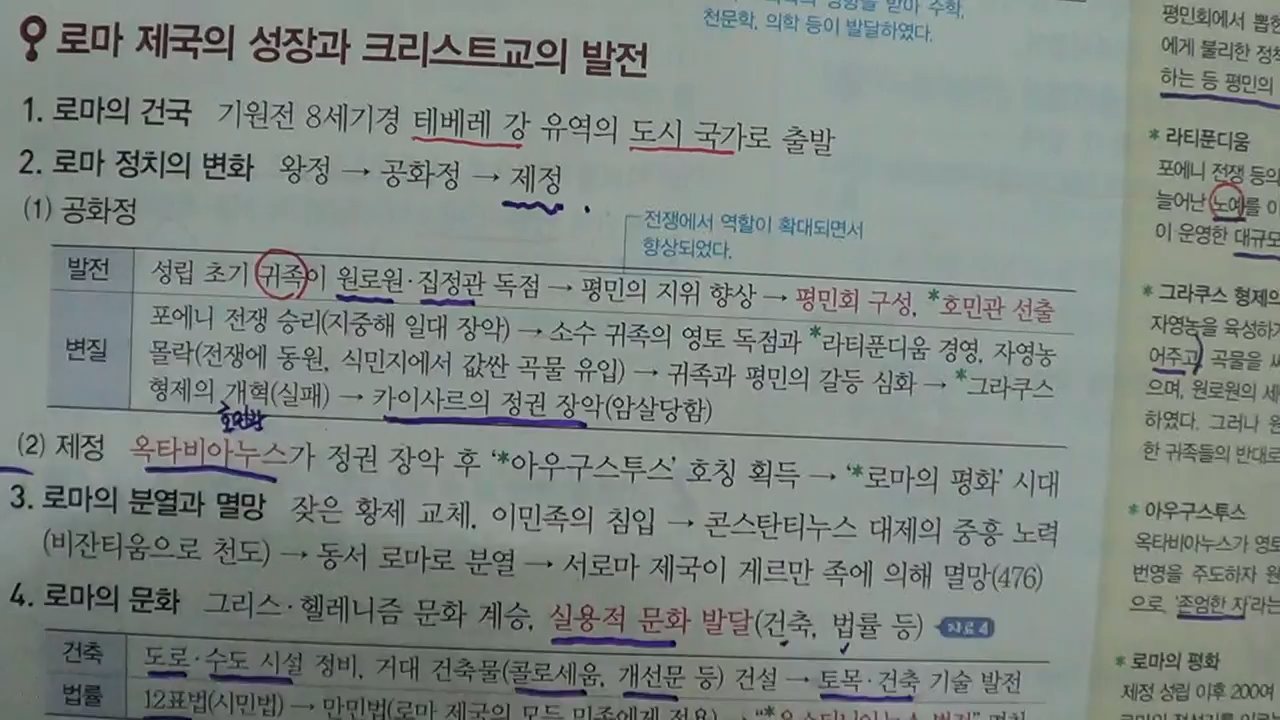 영향을 받아 수학,
천문학, 의학 등이 발달하였다.
로마 제국의 성장과 크리스트교의 발전
1. 로마의 건국 기원전 8세기경 테베레 강 유역의 도시 국가로 출발
2. 로마 정치의 변화 왕정 → 공화정 → 제정
(1) 공화정
전쟁에서 역할이 확대되면서
향상되었다.
발전 성립 초기 귀족이 원로원·집정관 독점 → 평민의 지위 향상 → 평민회 구성, *호민관 선출
변질 포에니 전쟁 승리(지중해 일대 장악) → 소수 귀족의 영토 독점과 *라티푼디움 경영, 자영농
몰락(전쟁에 동원, 식민지에서 값싼 곡물 유입) → 귀족과 평민의 갈등 심화 → *그라쿠스
형제의 개혁(실패) → 카이사르의 정권 장악(암살당함)
호민관
(2) 제정 옥타비아누스가 정권 장악 후 '*아우구스투스' 호칭 획득 → '*로마의 평화' 시대
3. 로마의 분열과 멸망 잦은 황제 교체, 이민족의 침입 → 콘스탄티누스 대제의 중흥 노력
(비잔티움으로 천도) → 동서 로마로 분열 → 서로마 제국이 게르만 족에 의해 멸망(476)
4. 로마의 문화 그리스·헬레니즘 문화 계승, 실용적 문화 발달(건축, 법률 등) 자료 4
건축 도로·수도 시설 정비, 거대 건축물(콜로세움, 개선문 등) 건설 → 토목·건축 기술 발전
법률 12표법(시민법) → 만민법(로마 제국의 모든 민족에게 적용) →
평민회에서 뽑힌
에게 불리한 정책
하는 등 평민의
* 라티푼디움
포에니 전쟁 등의
늘어난 노예를 이
이 운영한 대규모
* 그라쿠스 형제의
자영농을 육성하기
어주고 곡물을
으며, 원로원의 세
하였다. 그러나 원
한 귀족들의 반대로
* 아우구스투스
옥타비아누스가 영토
번영을 주도하자 원
으로, '존엄한 자'라는
* 로마의 평화
제정 성립 이후 200여